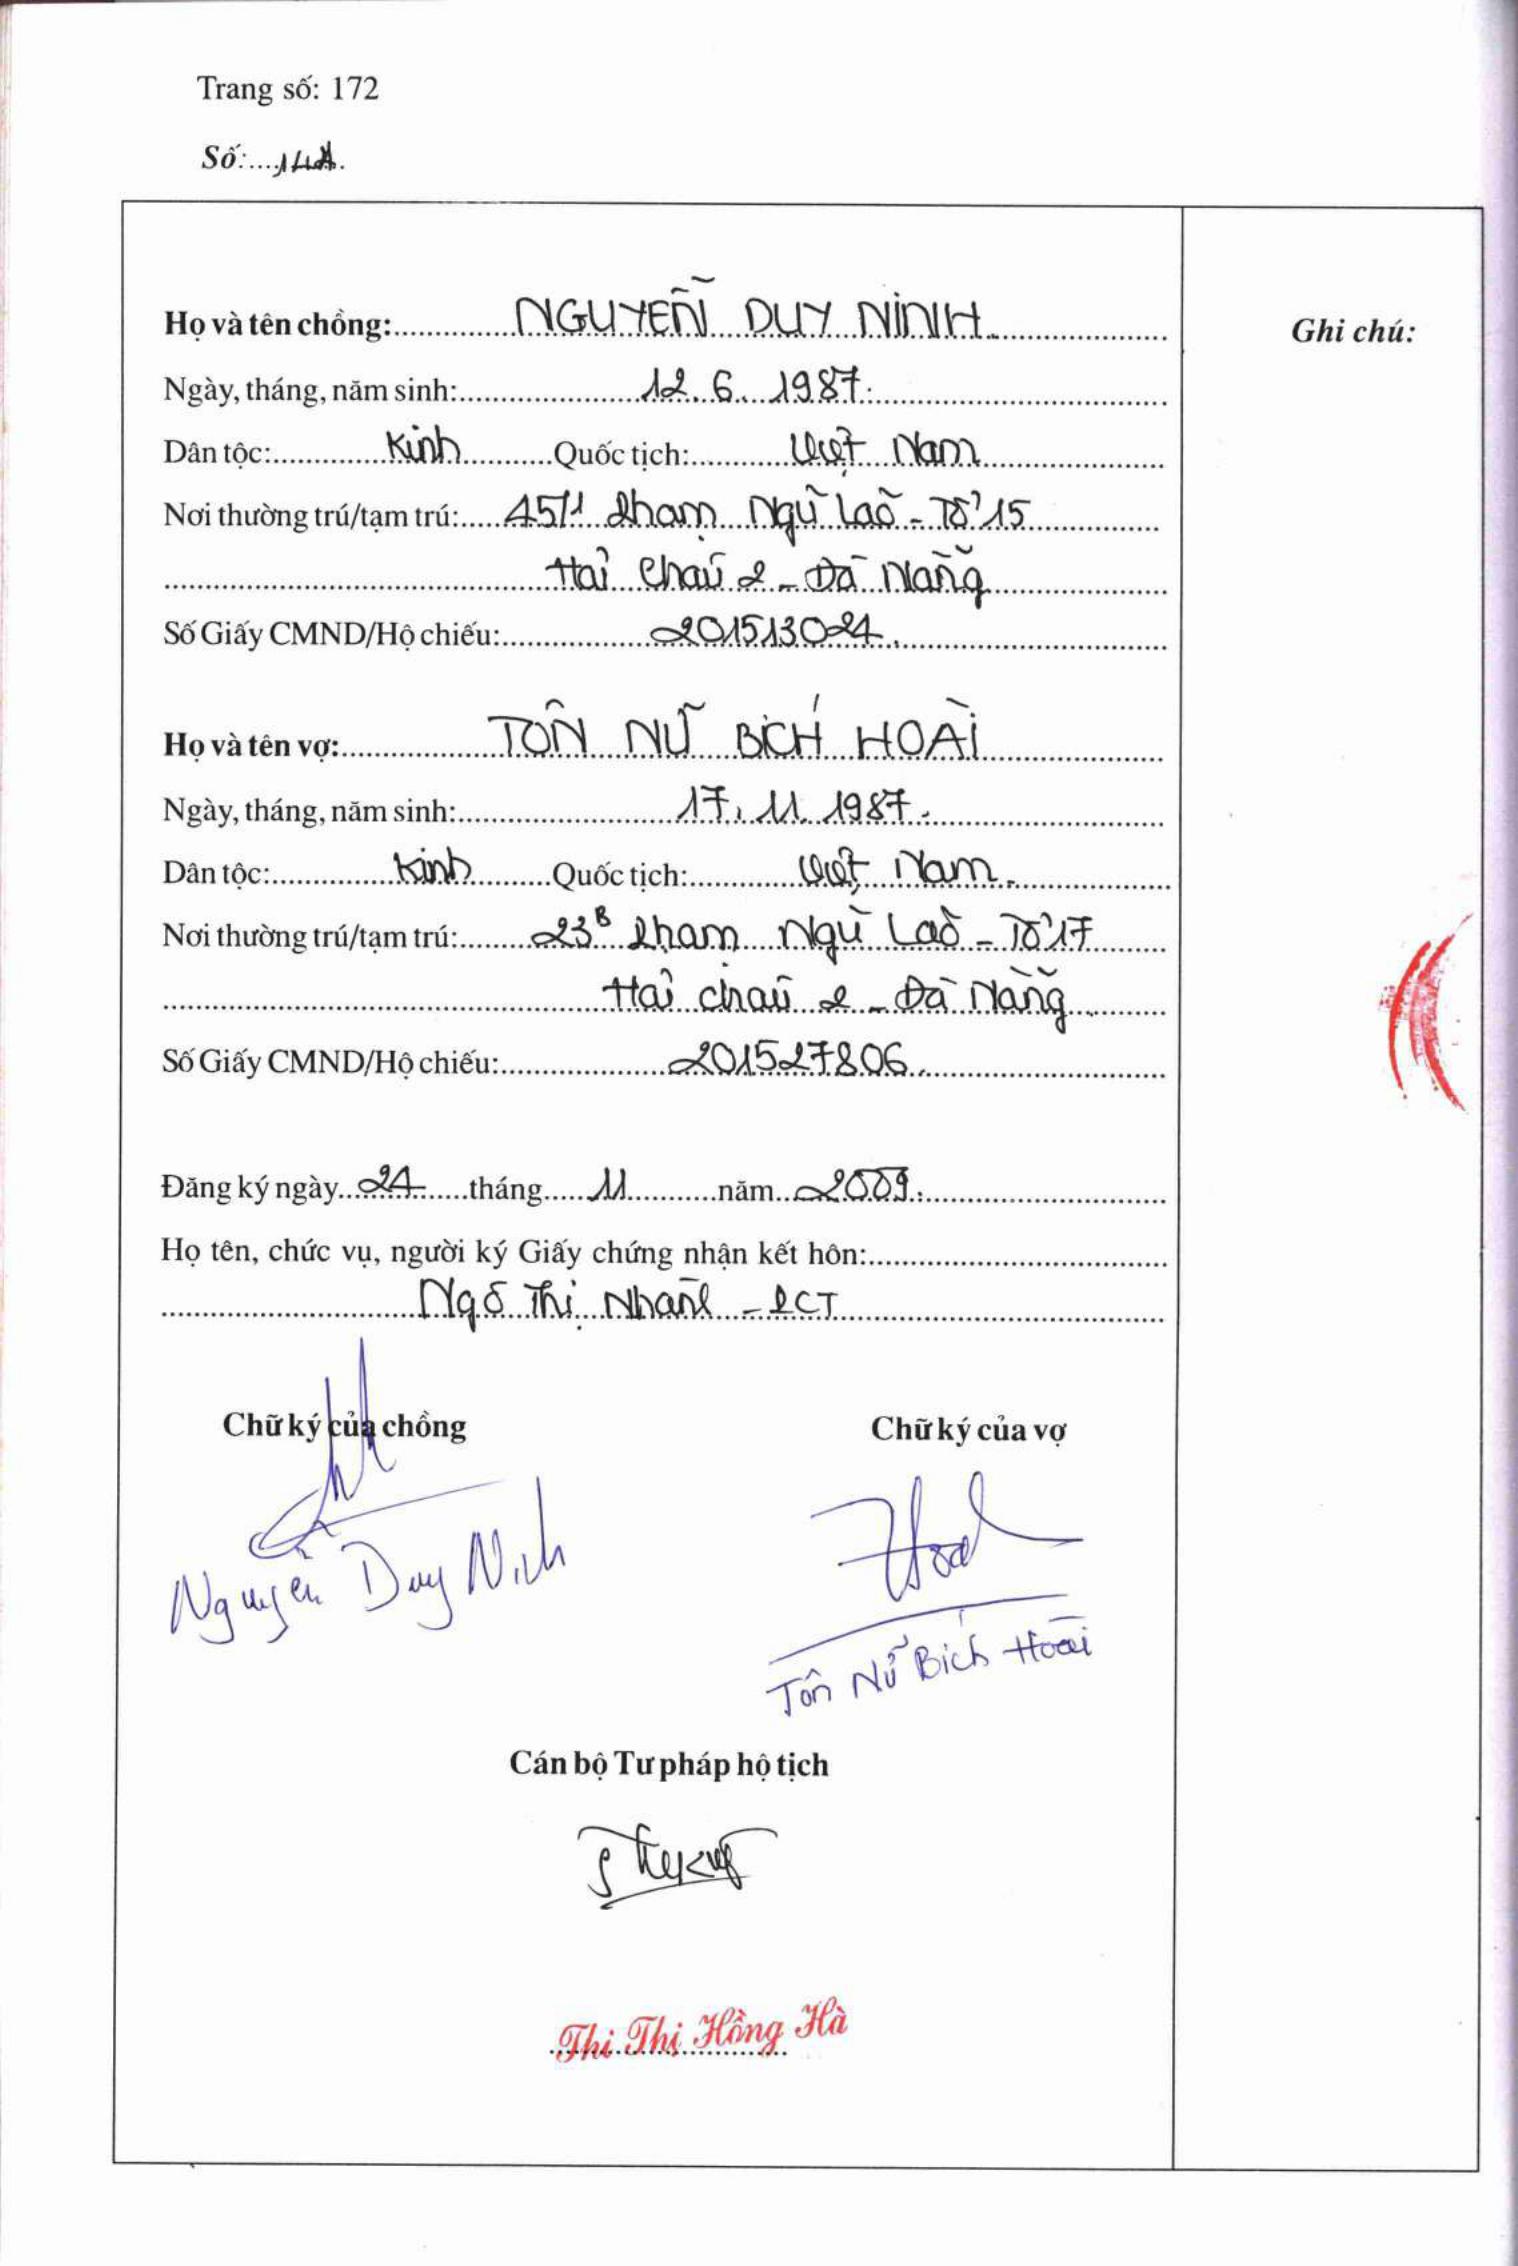 Trang số: 172
Số:
Họ và tên chồng: NGUYỄN DUY NINH
Ghi chú:
Ngày, tháng, năm sinh: 12.6.1987.
Dân tộc: Kinh Quốc tịch: Việt Nam
Nơi thường trú/tạm trú: 45/1 Phạm Ngũ Lão - Tổ 15
Hải Châu 2 - Đà Nẵng
Số Giấy CMND/Hộ chiếu: 201513024.
Họ và tên vợ: TÔN NỮ BÍCH HOÀI
Ngày, tháng, năm sinh: 17.11.1987.
Dân tộc: Kinh Quốc tịch: Việt Nam.
Nơi thường trú/tạm trú: 23B Phạm Ngũ Lão - Tổ 17
Hải Châu 2 - Đà Nẵng.
Số Giấy CMND/Hộ chiếu: 201527806.
Đăng ký ngày 24 tháng 11 năm 2009.
Họ tên, chức vụ, người ký Giấy chứng nhận kết hôn:
Ngô Thị - PCT
Chữ ký của chồng Chữ ký của vợ
Nguyễn Duy Ninh
Tôn Nữ Bích Hoài
Cán bộ Tư pháp hộ tịch
Thi Thị Hồng Hà